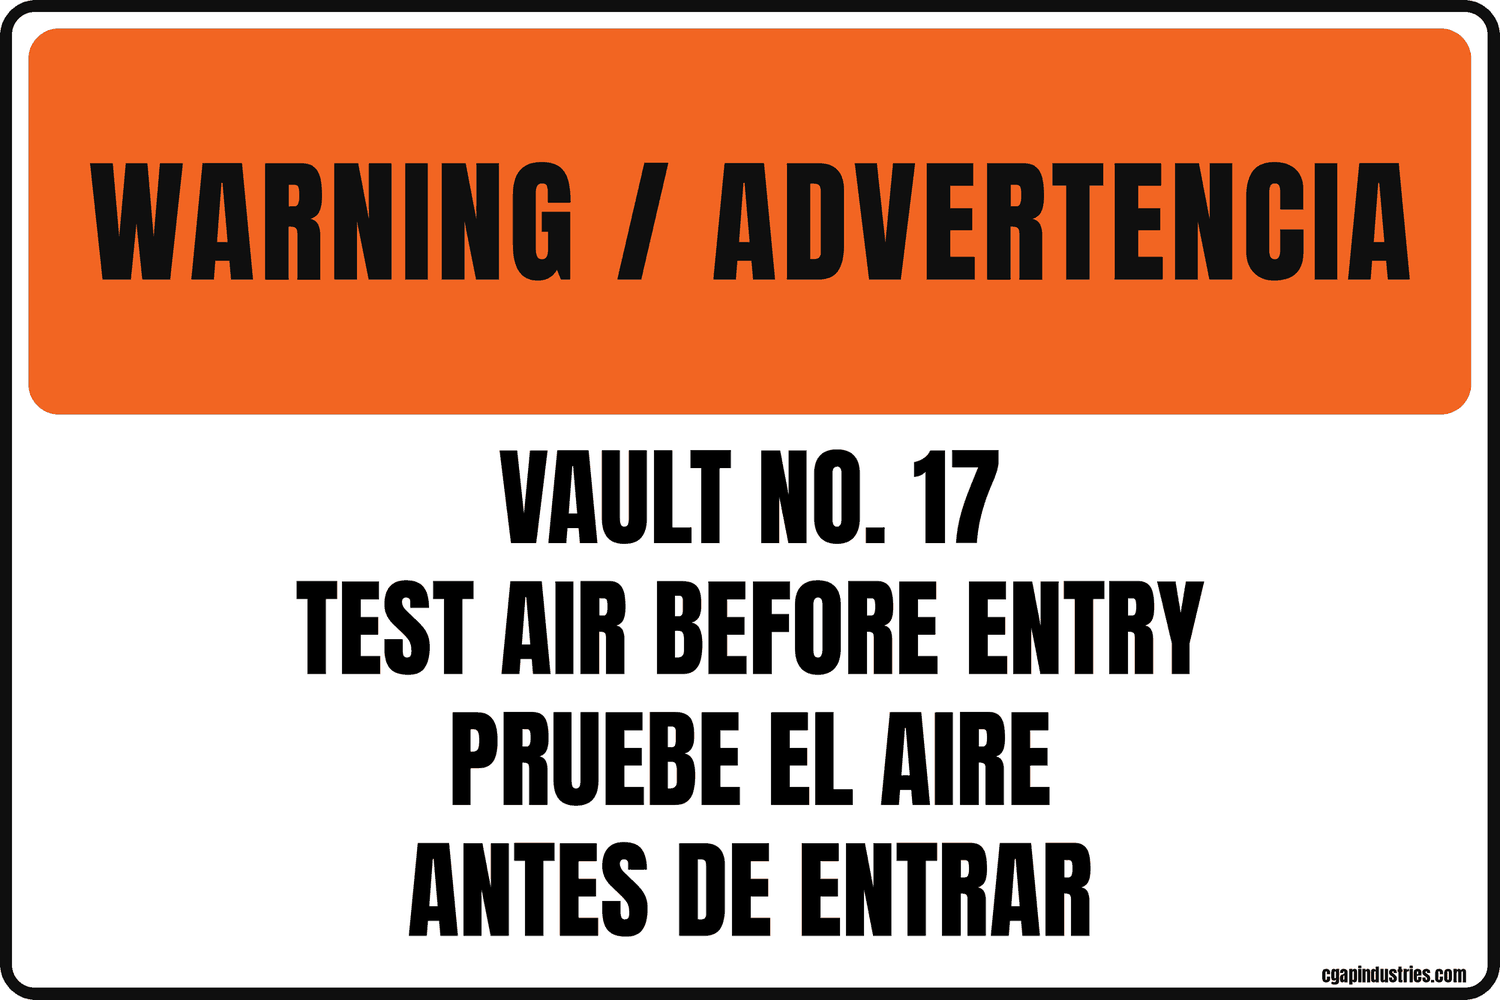 WARNING / ADVERTENCIA
VAULT NO. 17
TEST AIR BEFORE ENTRY
PRUEBE EL AIRE
ANTES DE ENTRAR
cgapindustries.com